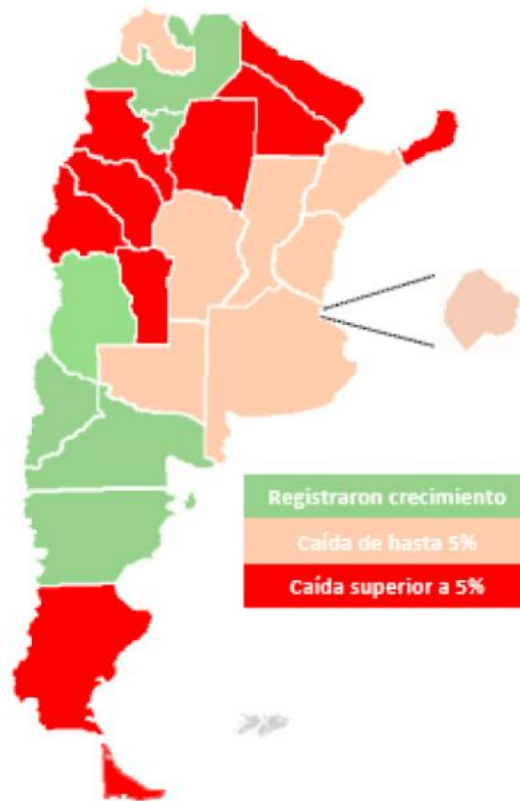 Registraron crecimiento
Caída de hasta 5%
Caída superior a 5%